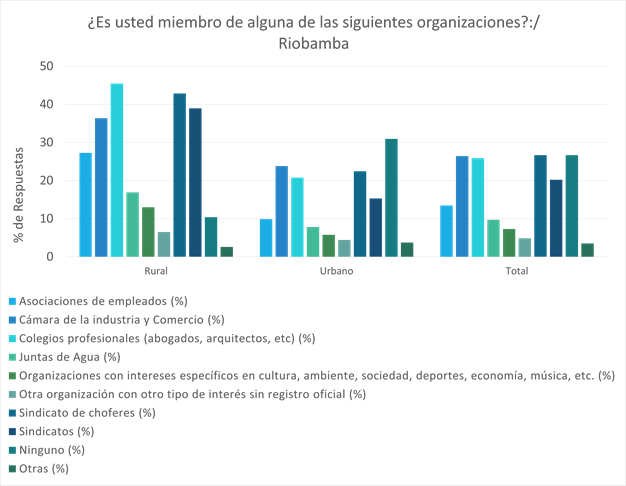 ¿Es usted miembro de alguna de las siguientes organizaciones?:/
Riobamba
% de Respuestas
50
40
30
20
10
0
Rural
Urbano
Total
Asociaciones de empleados (%)
Cámara de la industria y Comercio (%)
Colegios profesionales (abogados, arquitectos, etc) (%)
Juntas de Agua (%)
Organizaciones con intereses específicos en cultura, ambiente, sociedad, deportes, economía, música, etc. (%)
Otra organización con otro tipo de interés sin registro oficial (%)
Sindicato de choferes (%)
Sindicatos (%)
Ninguno (%)
Otras (%)